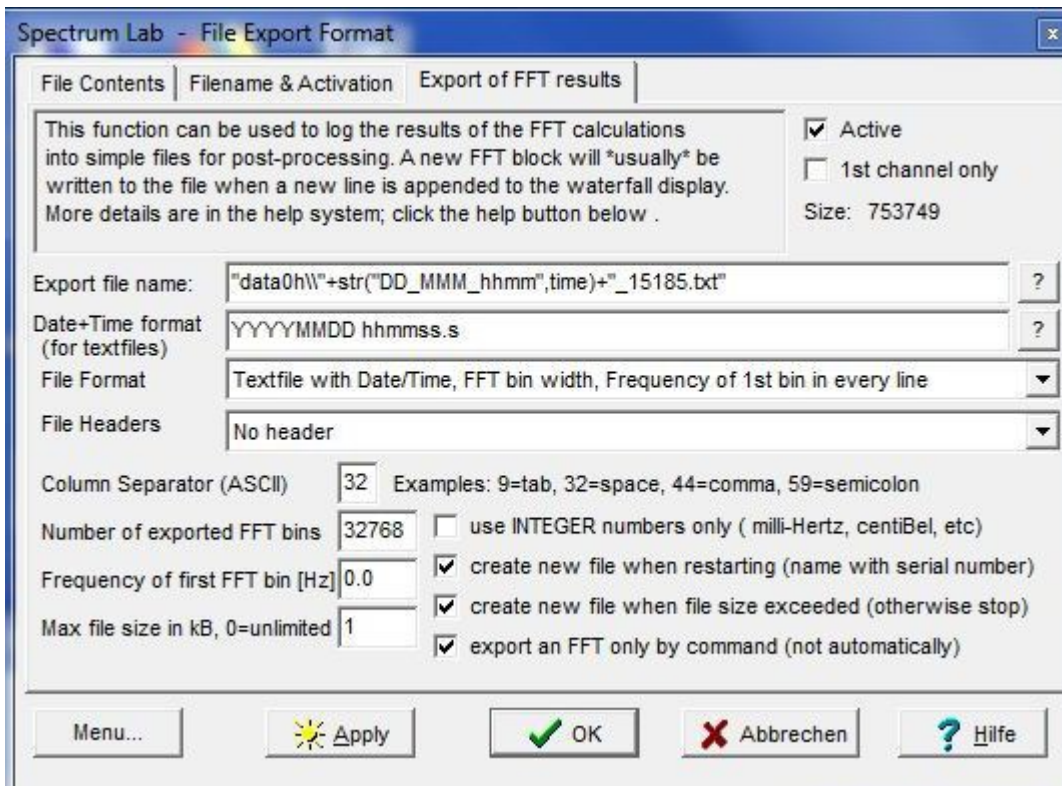 Spectrum Lab - File Export Format
File Contents
Filename & Activation
Export of FFT results
This function can be used to log the results of the FFT calculations
into simple files for post-processing. A new FFT block will *usually* be
written to the file when a new line is appended to the waterfall display.
More details are in the help system; click the help button below .
Active
1st channel only
Size: 753749
Export file name: "data0h\\"+str("DD_MMM_hhmm",time)+"_15185.txt" ?
Date+Time format YYYYMMDD hhmmss.s ?
(for textfiles)
File Format Textfile with Date/Time, FFT bin width, Frequency of 1st bin in every line
File Headers No header
Column Separator (ASCII) 32 Examples: 9=tab, 32=space, 44=comma, 59=semicolon
Number of exported FFT bins 32768 use INTEGER numbers only ( milli-Hertz, centiBel, etc)
Frequency of first FFT bin [Hz] 0.0 create new file when restarting (name with serial number)
Max file size in kB, 0=unlimited 1 create new file when file size exceeded (otherwise stop)
export an FFT only by command (not automatically)
Menu... Apply OK Abbrechen Hilfe